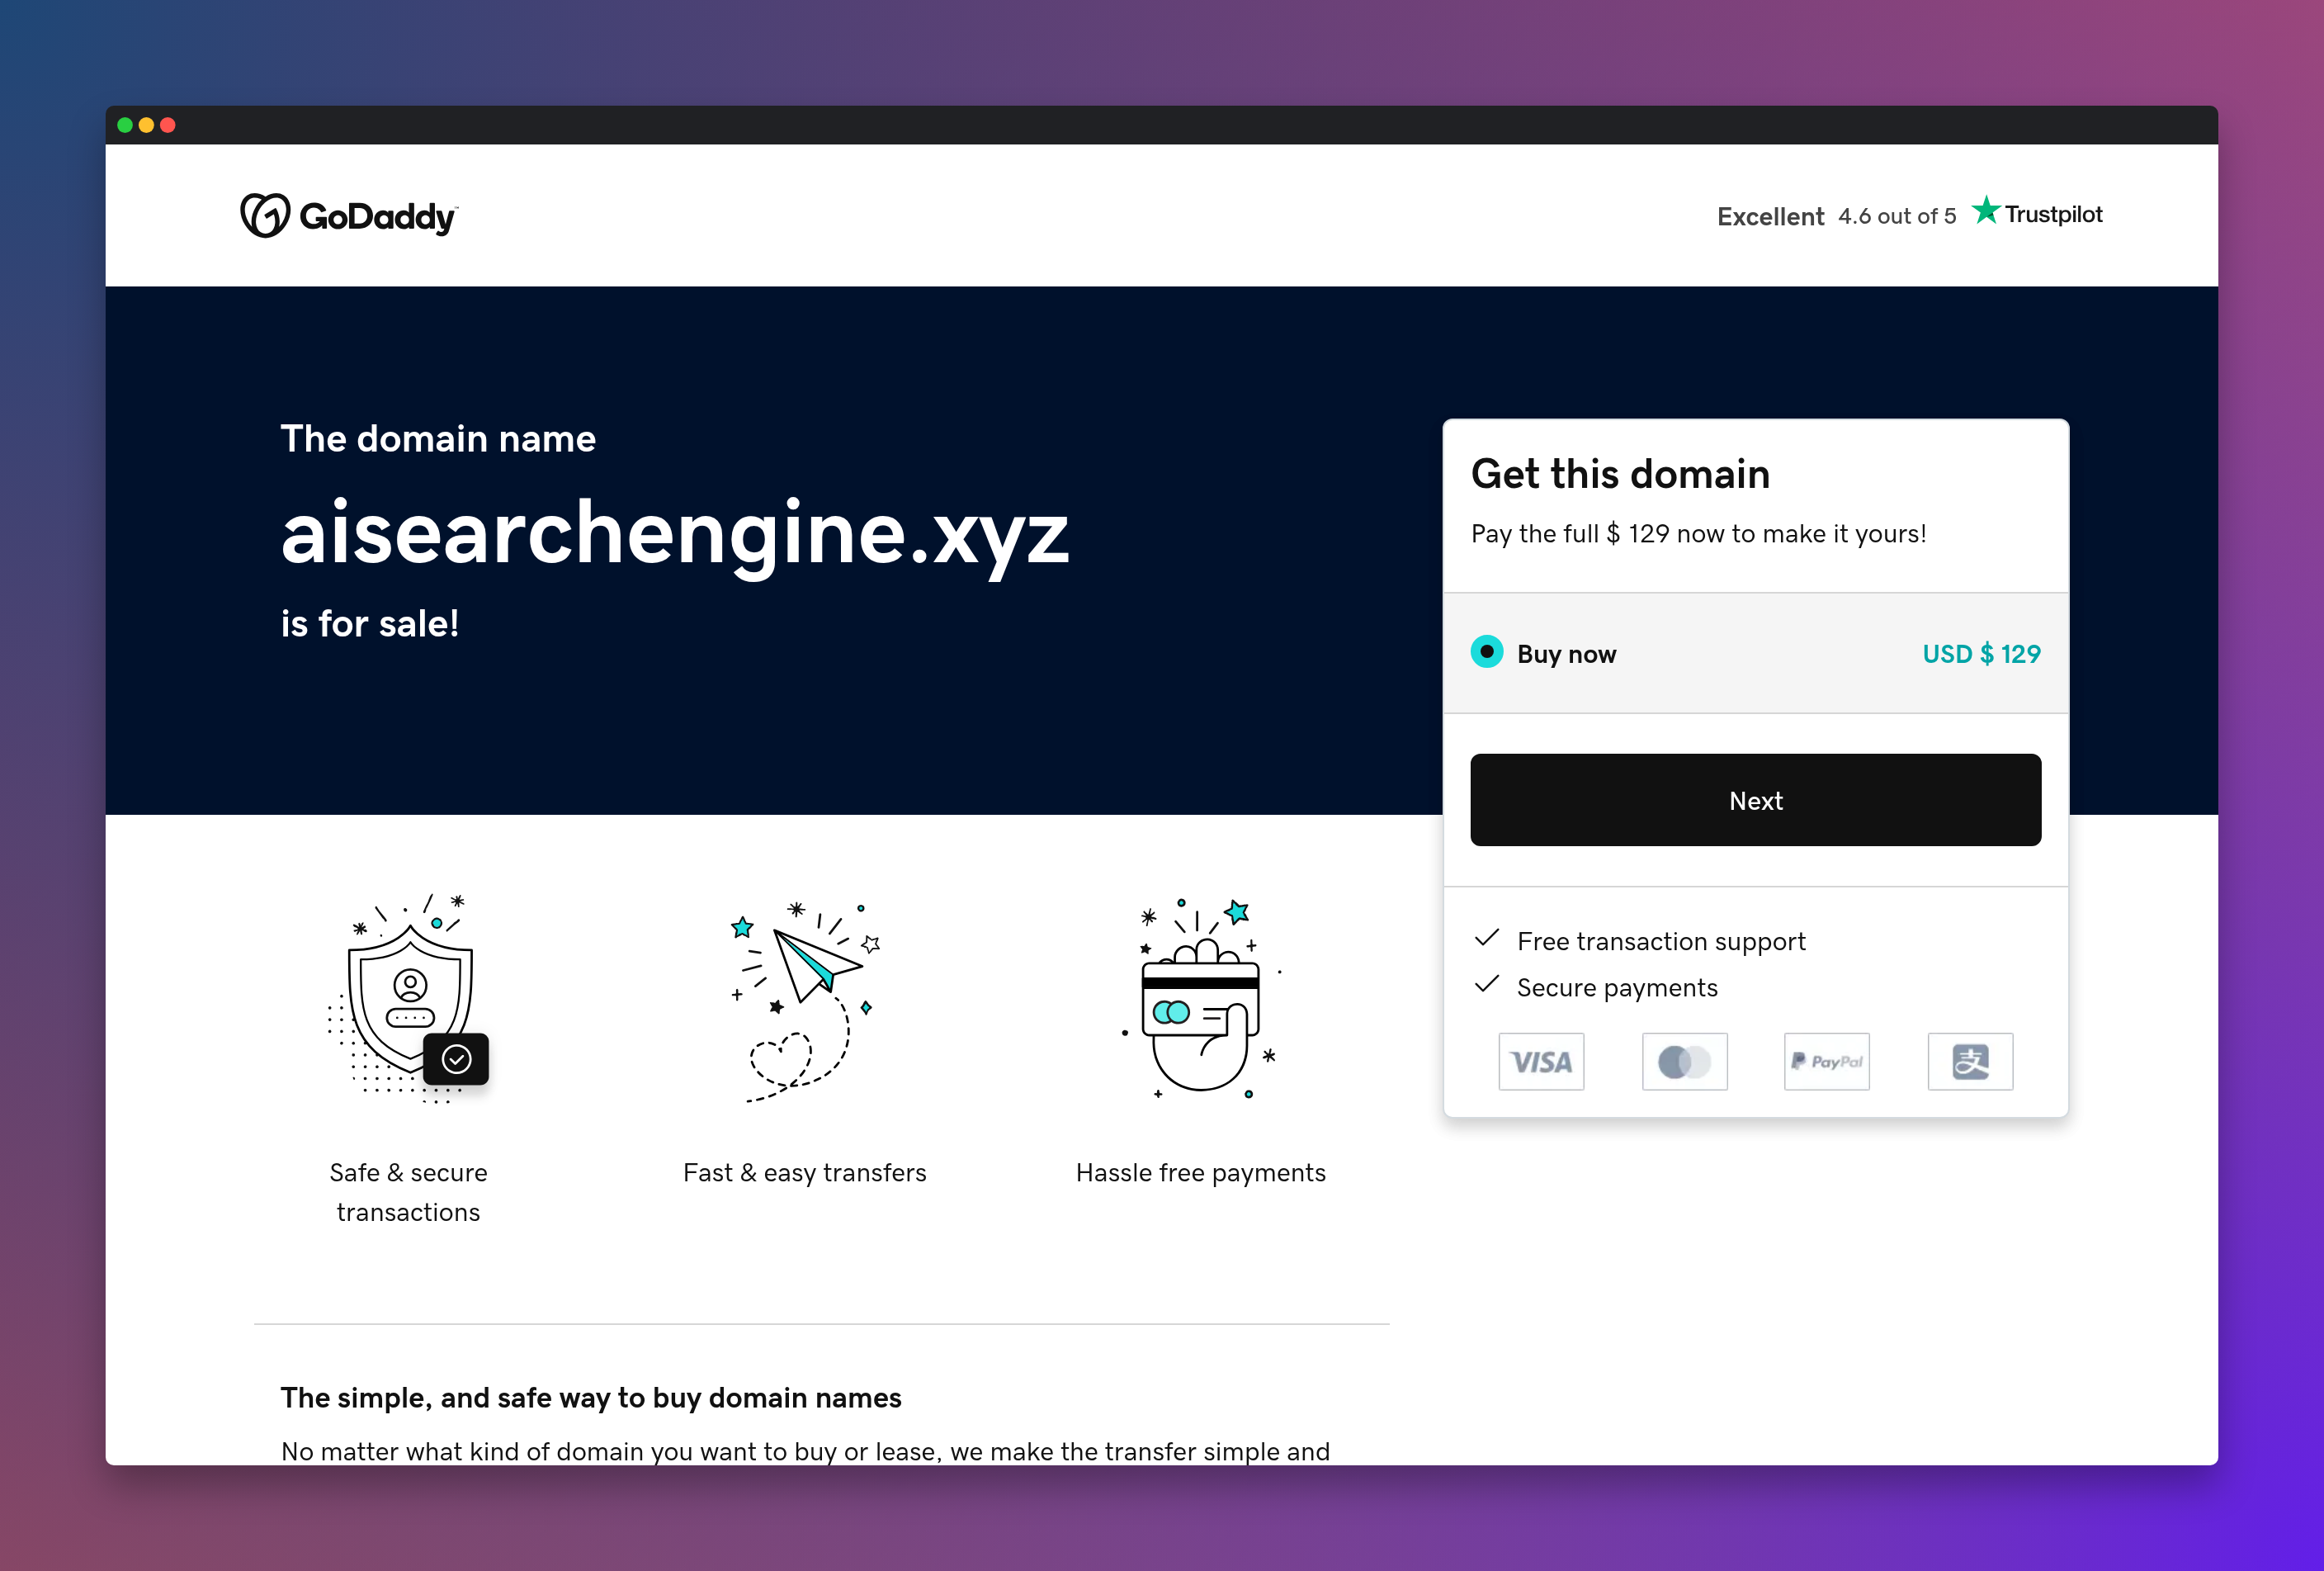 GoDaddy
Excellent 4.6 out of 5 Trustpilot
The domain name
aisearchengine.xyz
is for sale!
Get this domain
Pay the full $ 129 now to make it yours!
Buy now USD $ 129
Next
Free transaction support
Secure payments
VISA PayPal 支
Safe & secure
transactions
Fast & easy transfers
Hassle free payments
The simple, and safe way to buy domain names
No matter what kind of domain you want to buy or lease, we make the transfer simple and